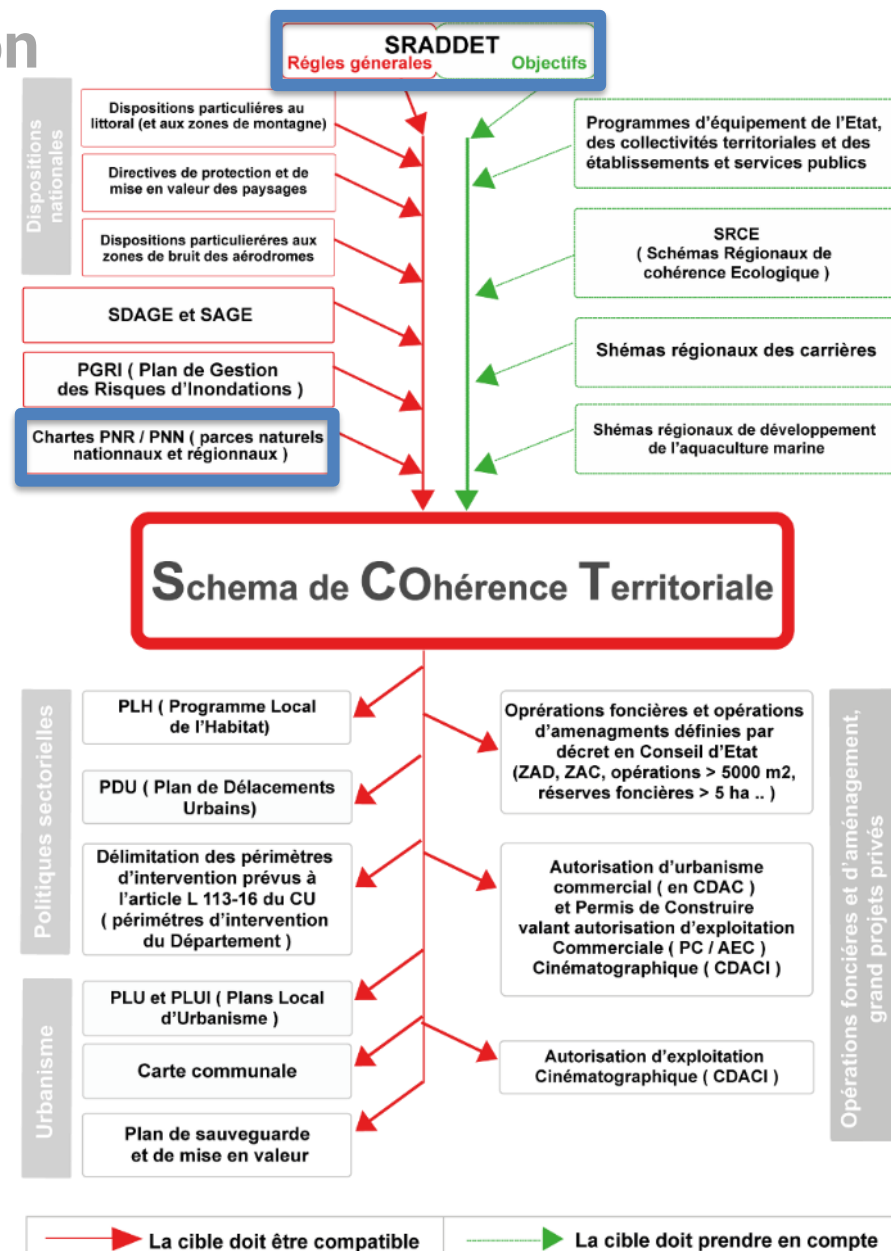 on
SRADDET
Régles génerales
Objectifs
Dispositions
nationales
Dispositions particuliéres au
littoral (et aux zones de montagne)
Directives de protection et de
mise en valeur des paysages
Dispositions particulieréres aux
zones de bruit des aérodromes
SDAGE et SAGE
PGRI ( Plan de Gestion
des Risques d'Inondations )
Chartes PNR / PNN ( parces naturels
nationnaux et régionnaux )
Programmes d'équipement de l'Etat,
des collectivités territoriales et des
établissements et services publics
SRCE
( Schémas Régionaux de
cohérence Ecologique )
Shémas régionaux des carrières
Shémas régionaux de développement
de l'aquaculture marine
Schema de COhérence Territoriale
Politiques sectorielles
PLH ( Programme Local
de l'Habitat)
PDU ( Plan de Délacements
Urbains)
Délimitation des périmètres
d'intervention prévus à
l'article L 113-16 du CU
( périmétres d'intervention
du Département )
Urbanisme
PLU et PLUI ( Plans Local
d'Urbanisme )
Carte communale
Plan de sauveguarde
et de mise en valeur
Oprérations foncières et opérations
d'amenagments définies par
décret en Conseil d'Etat
(ZAD, ZAC, opérations > 5000 m2,
réserves foncières > 5 ha .. )
Autorisation d'urbanisme
commercial ( en CDAC )
et Permis de Construire
valant autorisation d'exploitation
Commerciale ( PC / AEC )
Cinématographique ( CDACI )
Autorisation d'exploitation
Cinématographique ( CDACI )
Opérations fonciéres et d'aménagement,
grand projets privés
La cible doit être compatible
La cible doit prendre en compte